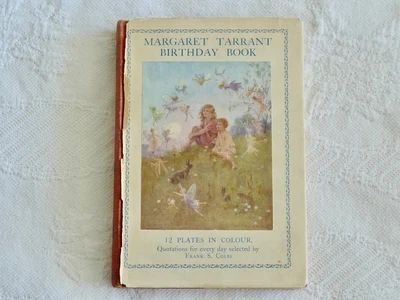 MARGARET TARRANT
BIRTHDAY BOOK
12 PLATES IN COLOUR.
Quotations for every day selected by
FRANK S. COLES